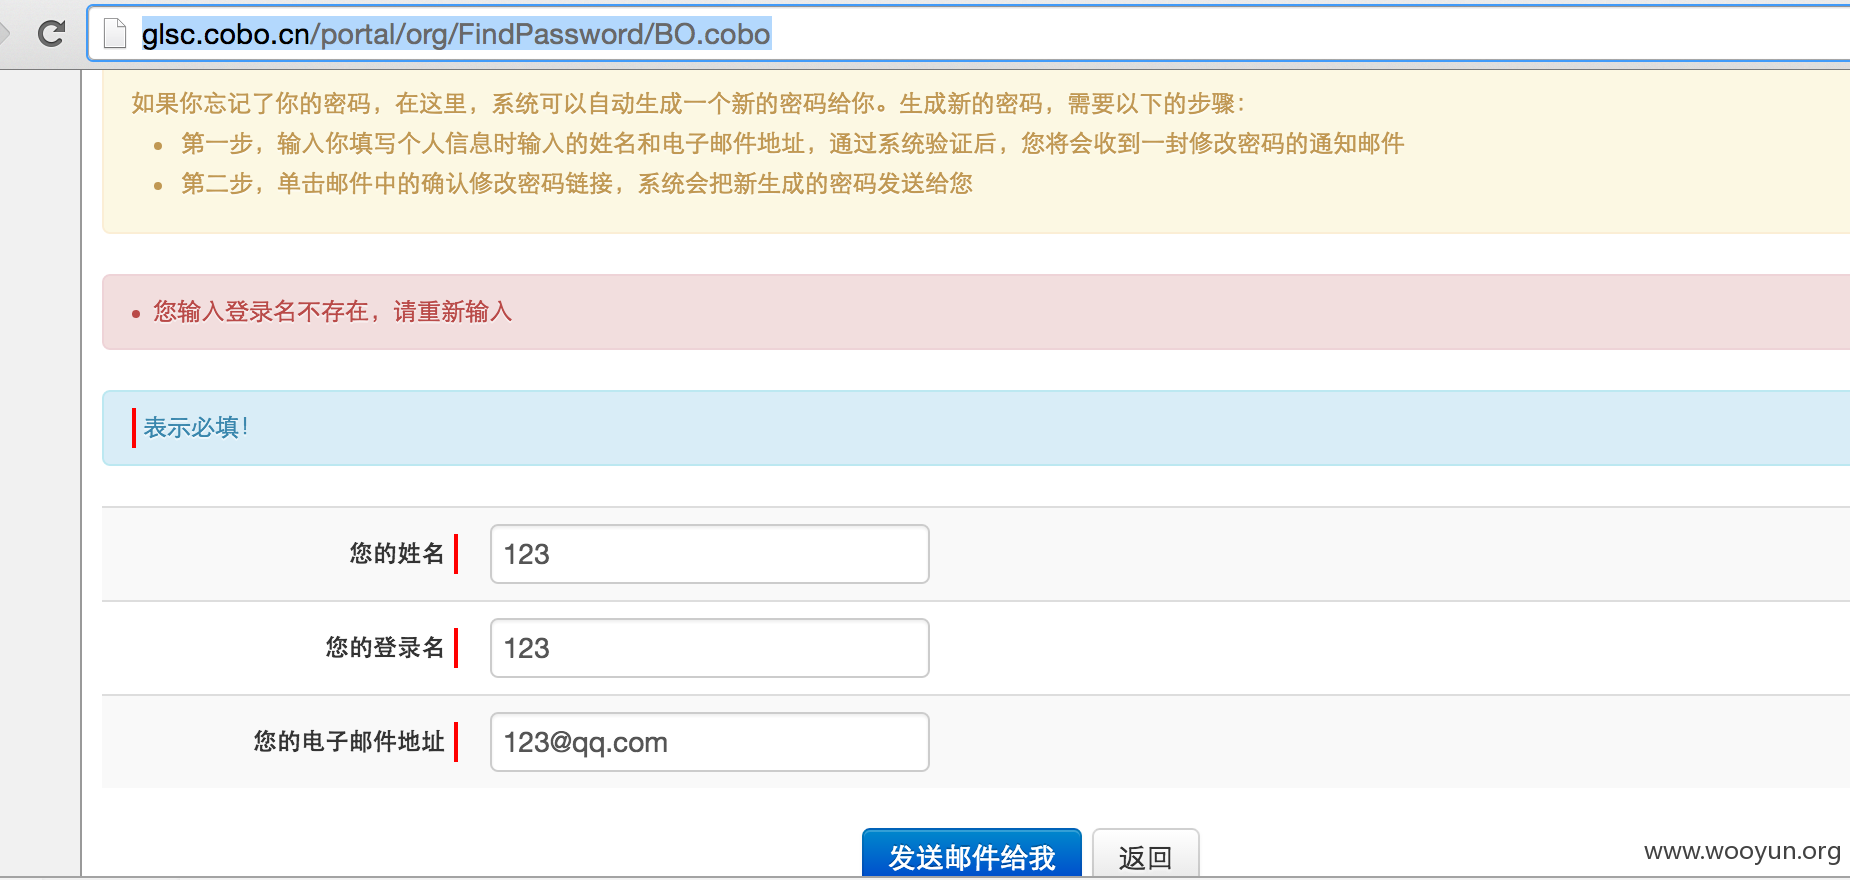 glsc.cobo.cn/portal/org/FindPassword/BO.cobo
如果你忘记了你的密码，在这里，系统可以自动生成一个新的密码给你。生成新的密码，需要以下的步骤：
• 第一步，输入你填写个人信息时输入的姓名和电子邮件地址，通过系统验证后，您将会收到一封修改密码的通知邮件
• 第二步，单击邮件中的确认修改密码链接，系统会把新生成的密码发送给您
• 您输入登录名不存在，请重新输入
表示必填！
您的姓名 123
您的登录名 123
您的电子邮件地址 123@qq.com
发送邮件给我 返回
www.wooyun.org